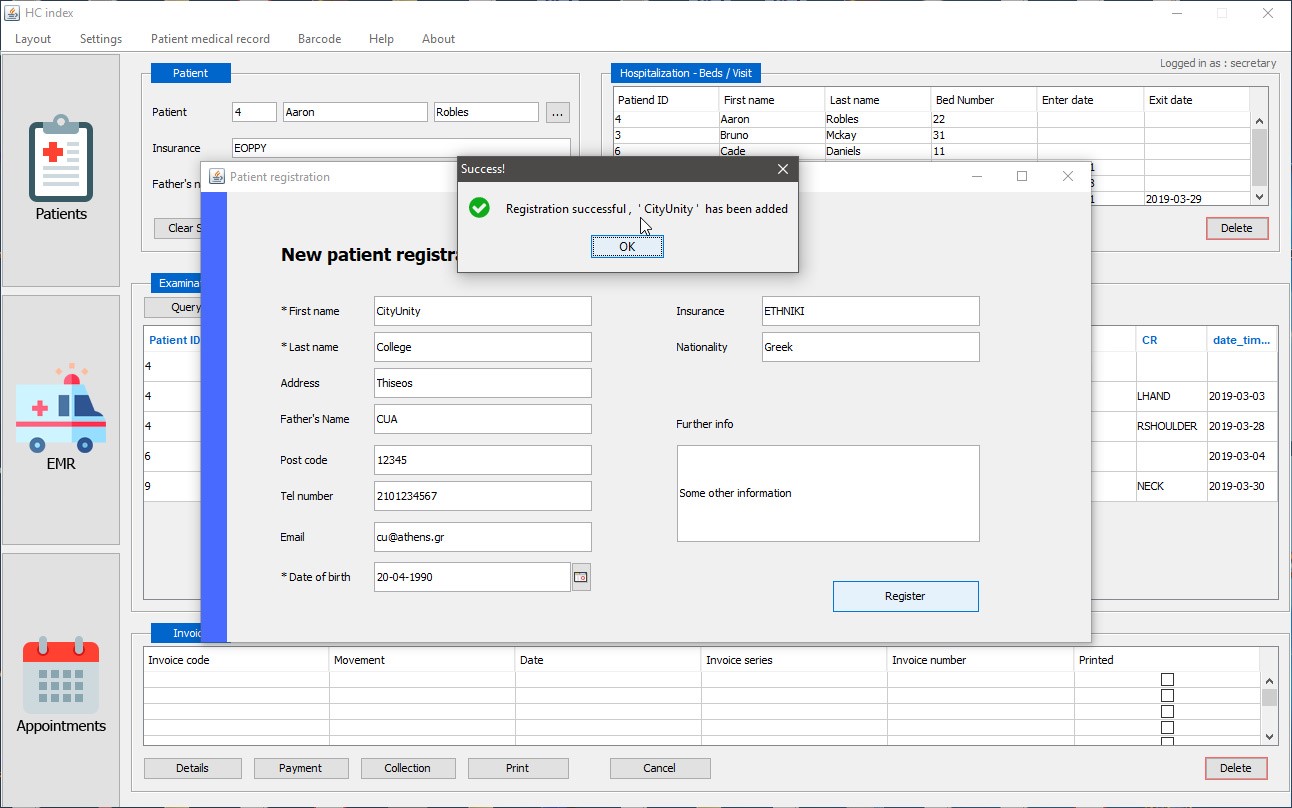 HC index
Layout Settings Patient medical record Barcode Help About
Logged in as : secretary
Patients
EMR
Appointments
Patient
Patient 4 Aaron Robles ...
Insurance EOPPY
Father's n
Clear S
Hospitalization - Beds / Visit
Patiend ID First name Last name Bed Number Enter date Exit date
4 Aaron Robles 22
3 Bruno Mckay 31
6 Cade Daniels 11
1
3
1 2019-03-29
Delete
Patient registration
Success!
Registration successful , ' CityUnity ' has been added
OK
New patient registra
* First name CityUnity
* Last name College
Address Thiseos
Father's Name CUA
Post code 12345
Tel number 2101234567
Email cu@athens.gr
* Date of birth 20-04-1990
Insurance ETHNIKI
Nationality Greek
Further info
Some other information
Register
Examina
Query
Patient ID CR date_tim...
4
4 LHAND 2019-03-03
4 RSHOULDER 2019-03-28
6 2019-03-04
9 NECK 2019-03-30
Invoic
Invoice code Movement Date Invoice series Invoice number Printed
Details Payment Collection Print Cancel Delete